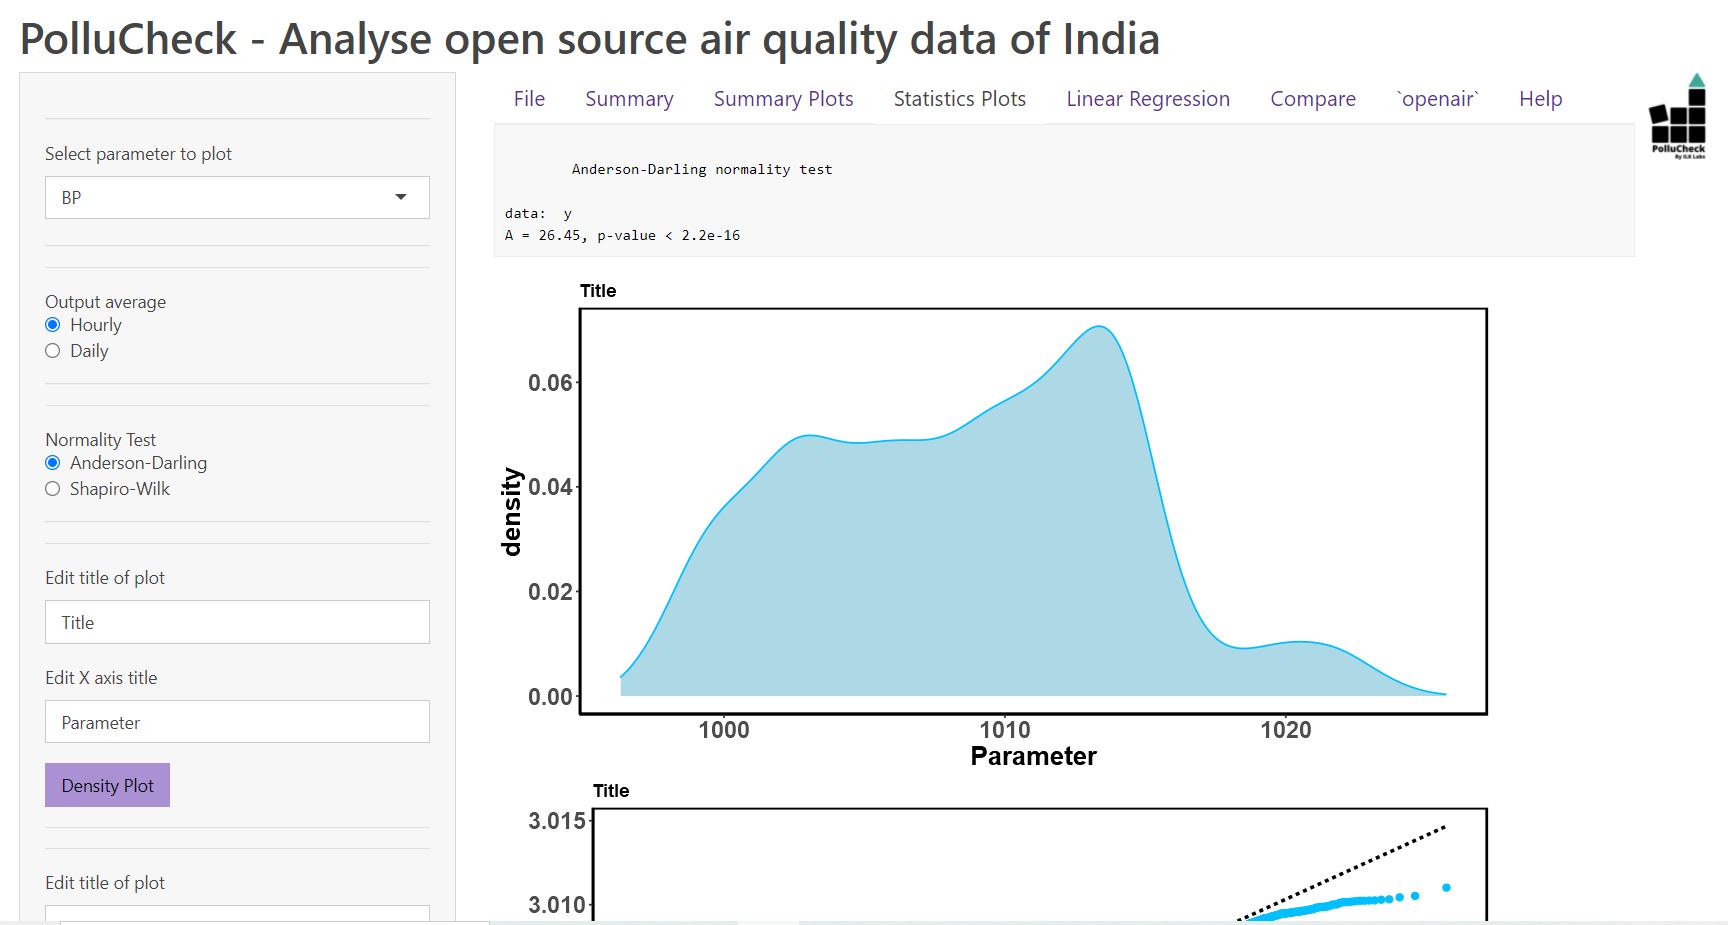 PolluCheck - Analyse open source air quality data of India
File Summary Summary Plots Statistics Plots Linear Regression Compare `openair` Help
PolluCheck
By ILK Labs
Select parameter to plot
BP
Output average
Hourly
Daily
Normality Test
Anderson-Darling
Shapiro-Wilk
Edit title of plot
Title
Edit X axis title
Parameter
Density Plot
Edit title of plot
Anderson-Darling normality test
data: y
A = 26.45, p-value < 2.2e-16
Title
0.06
0.04
0.02
0.00
density
1000 1010 1020
Parameter
Title
3.015
3.010